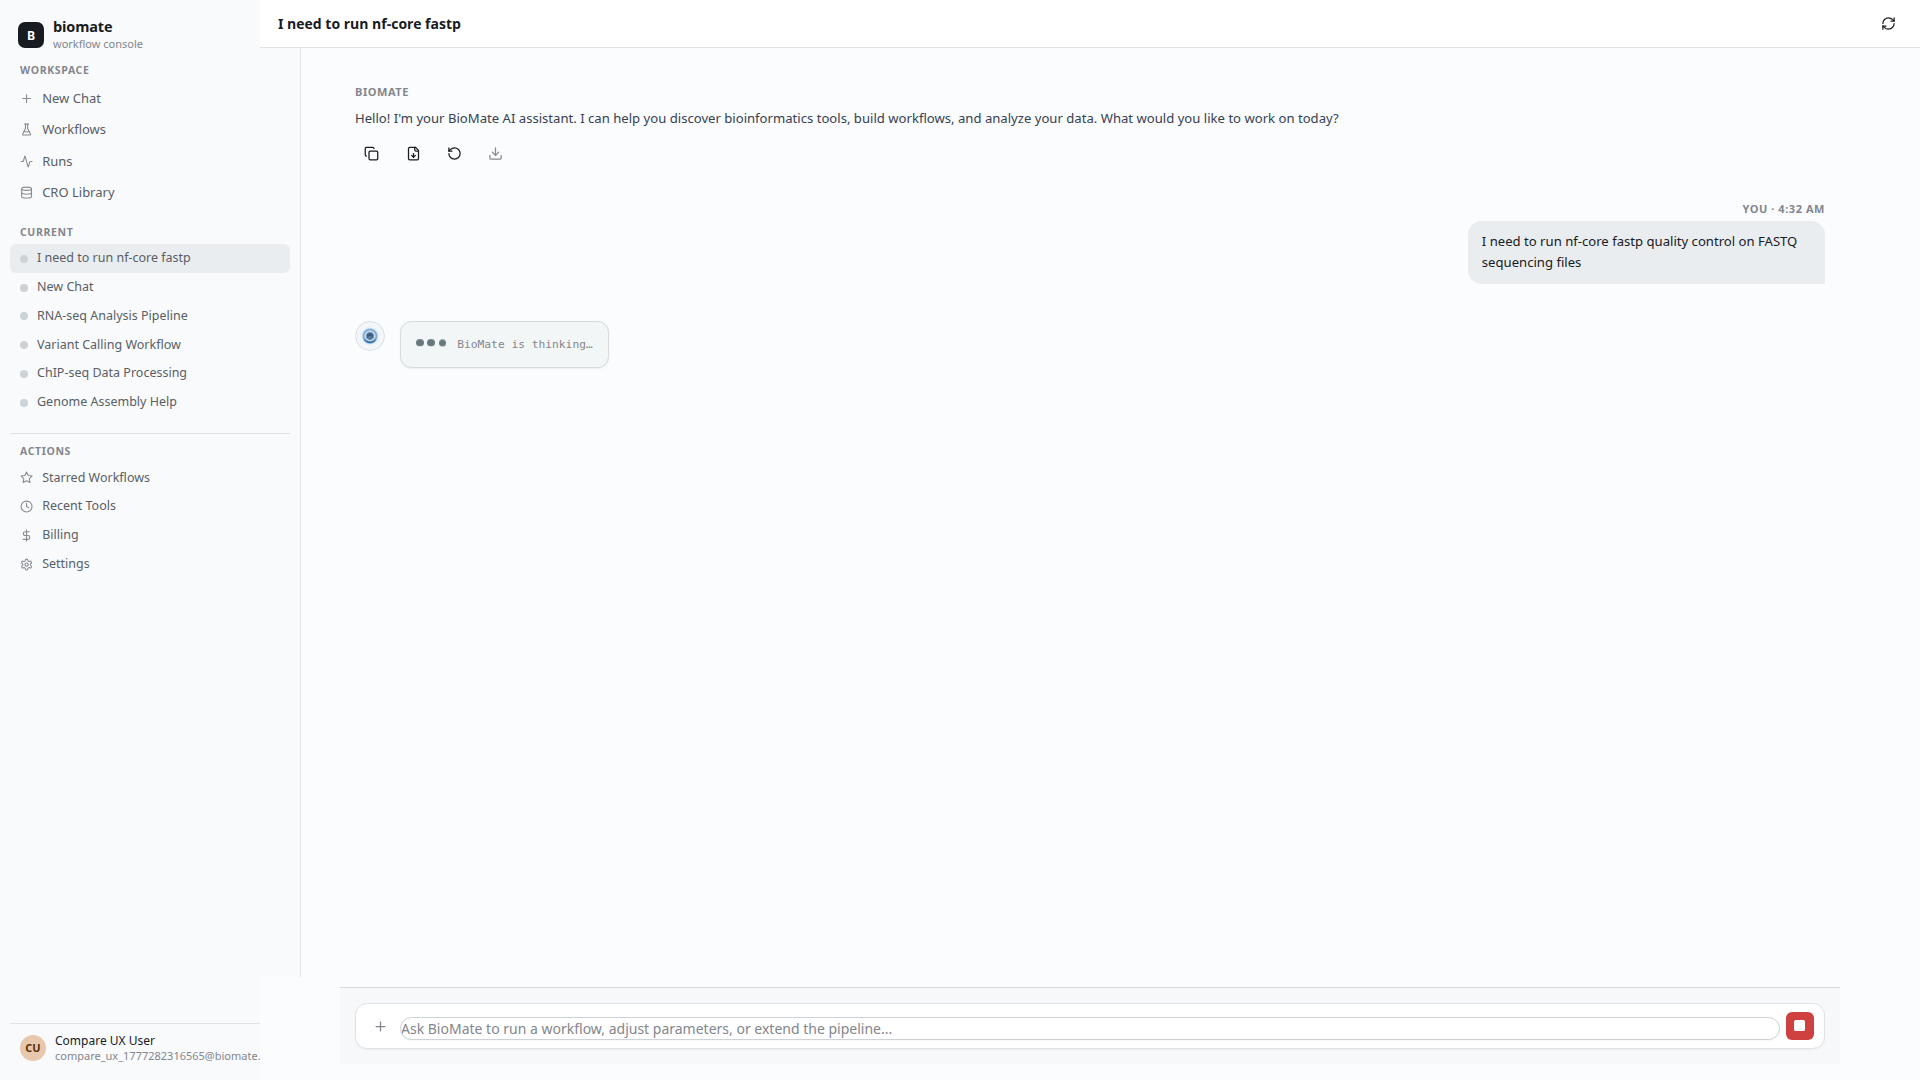 B
biomate
workflow console
WORKSPACE
New Chat
Workflows
Runs
CRO Library
CURRENT
I need to run nf-core fastp
New Chat
RNA-seq Analysis Pipeline
Variant Calling Workflow
ChIP-seq Data Processing
Genome Assembly Help
ACTIONS
Starred Workflows
Recent Tools
Billing
Settings
CU
Compare UX User
compare_ux_1777282316565@biomate.
I need to run nf-core fastp
BIOMATE
Hello! I'm your BioMate AI assistant. I can help you discover bioinformatics tools, build workflows, and analyze your data. What would you like to work on today?
YOU · 4:32 AM
I need to run nf-core fastp quality control on FASTQ
sequencing files
BioMate is thinking…
Ask BioMate to run a workflow, adjust parameters, or extend the pipeline...